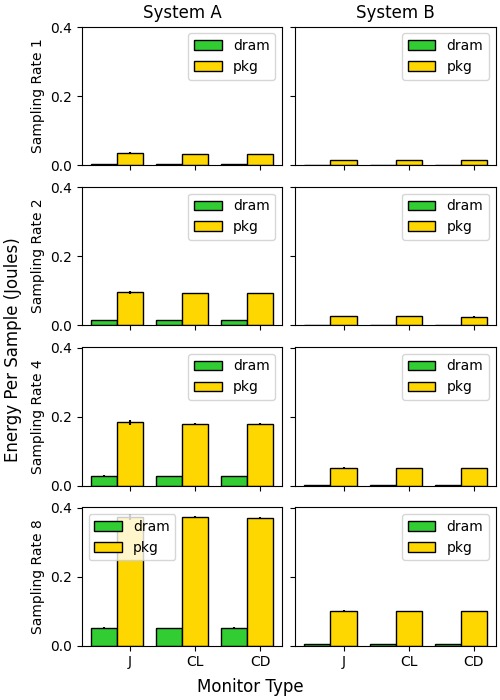 System A
System B
Energy Per Sample (Joules)
Sampling Rate 1
0.4
0.2
0.0
dram
pkg
dram
pkg
Sampling Rate 2
0.4
0.2
0.0
dram
pkg
dram
pkg
Sampling Rate 4
0.4
0.2
0.0
dram
pkg
dram
pkg
Sampling Rate 8
0.4
0.2
0.0
dram
pkg
dram
pkg
J CL CD
J CL CD
Monitor Type